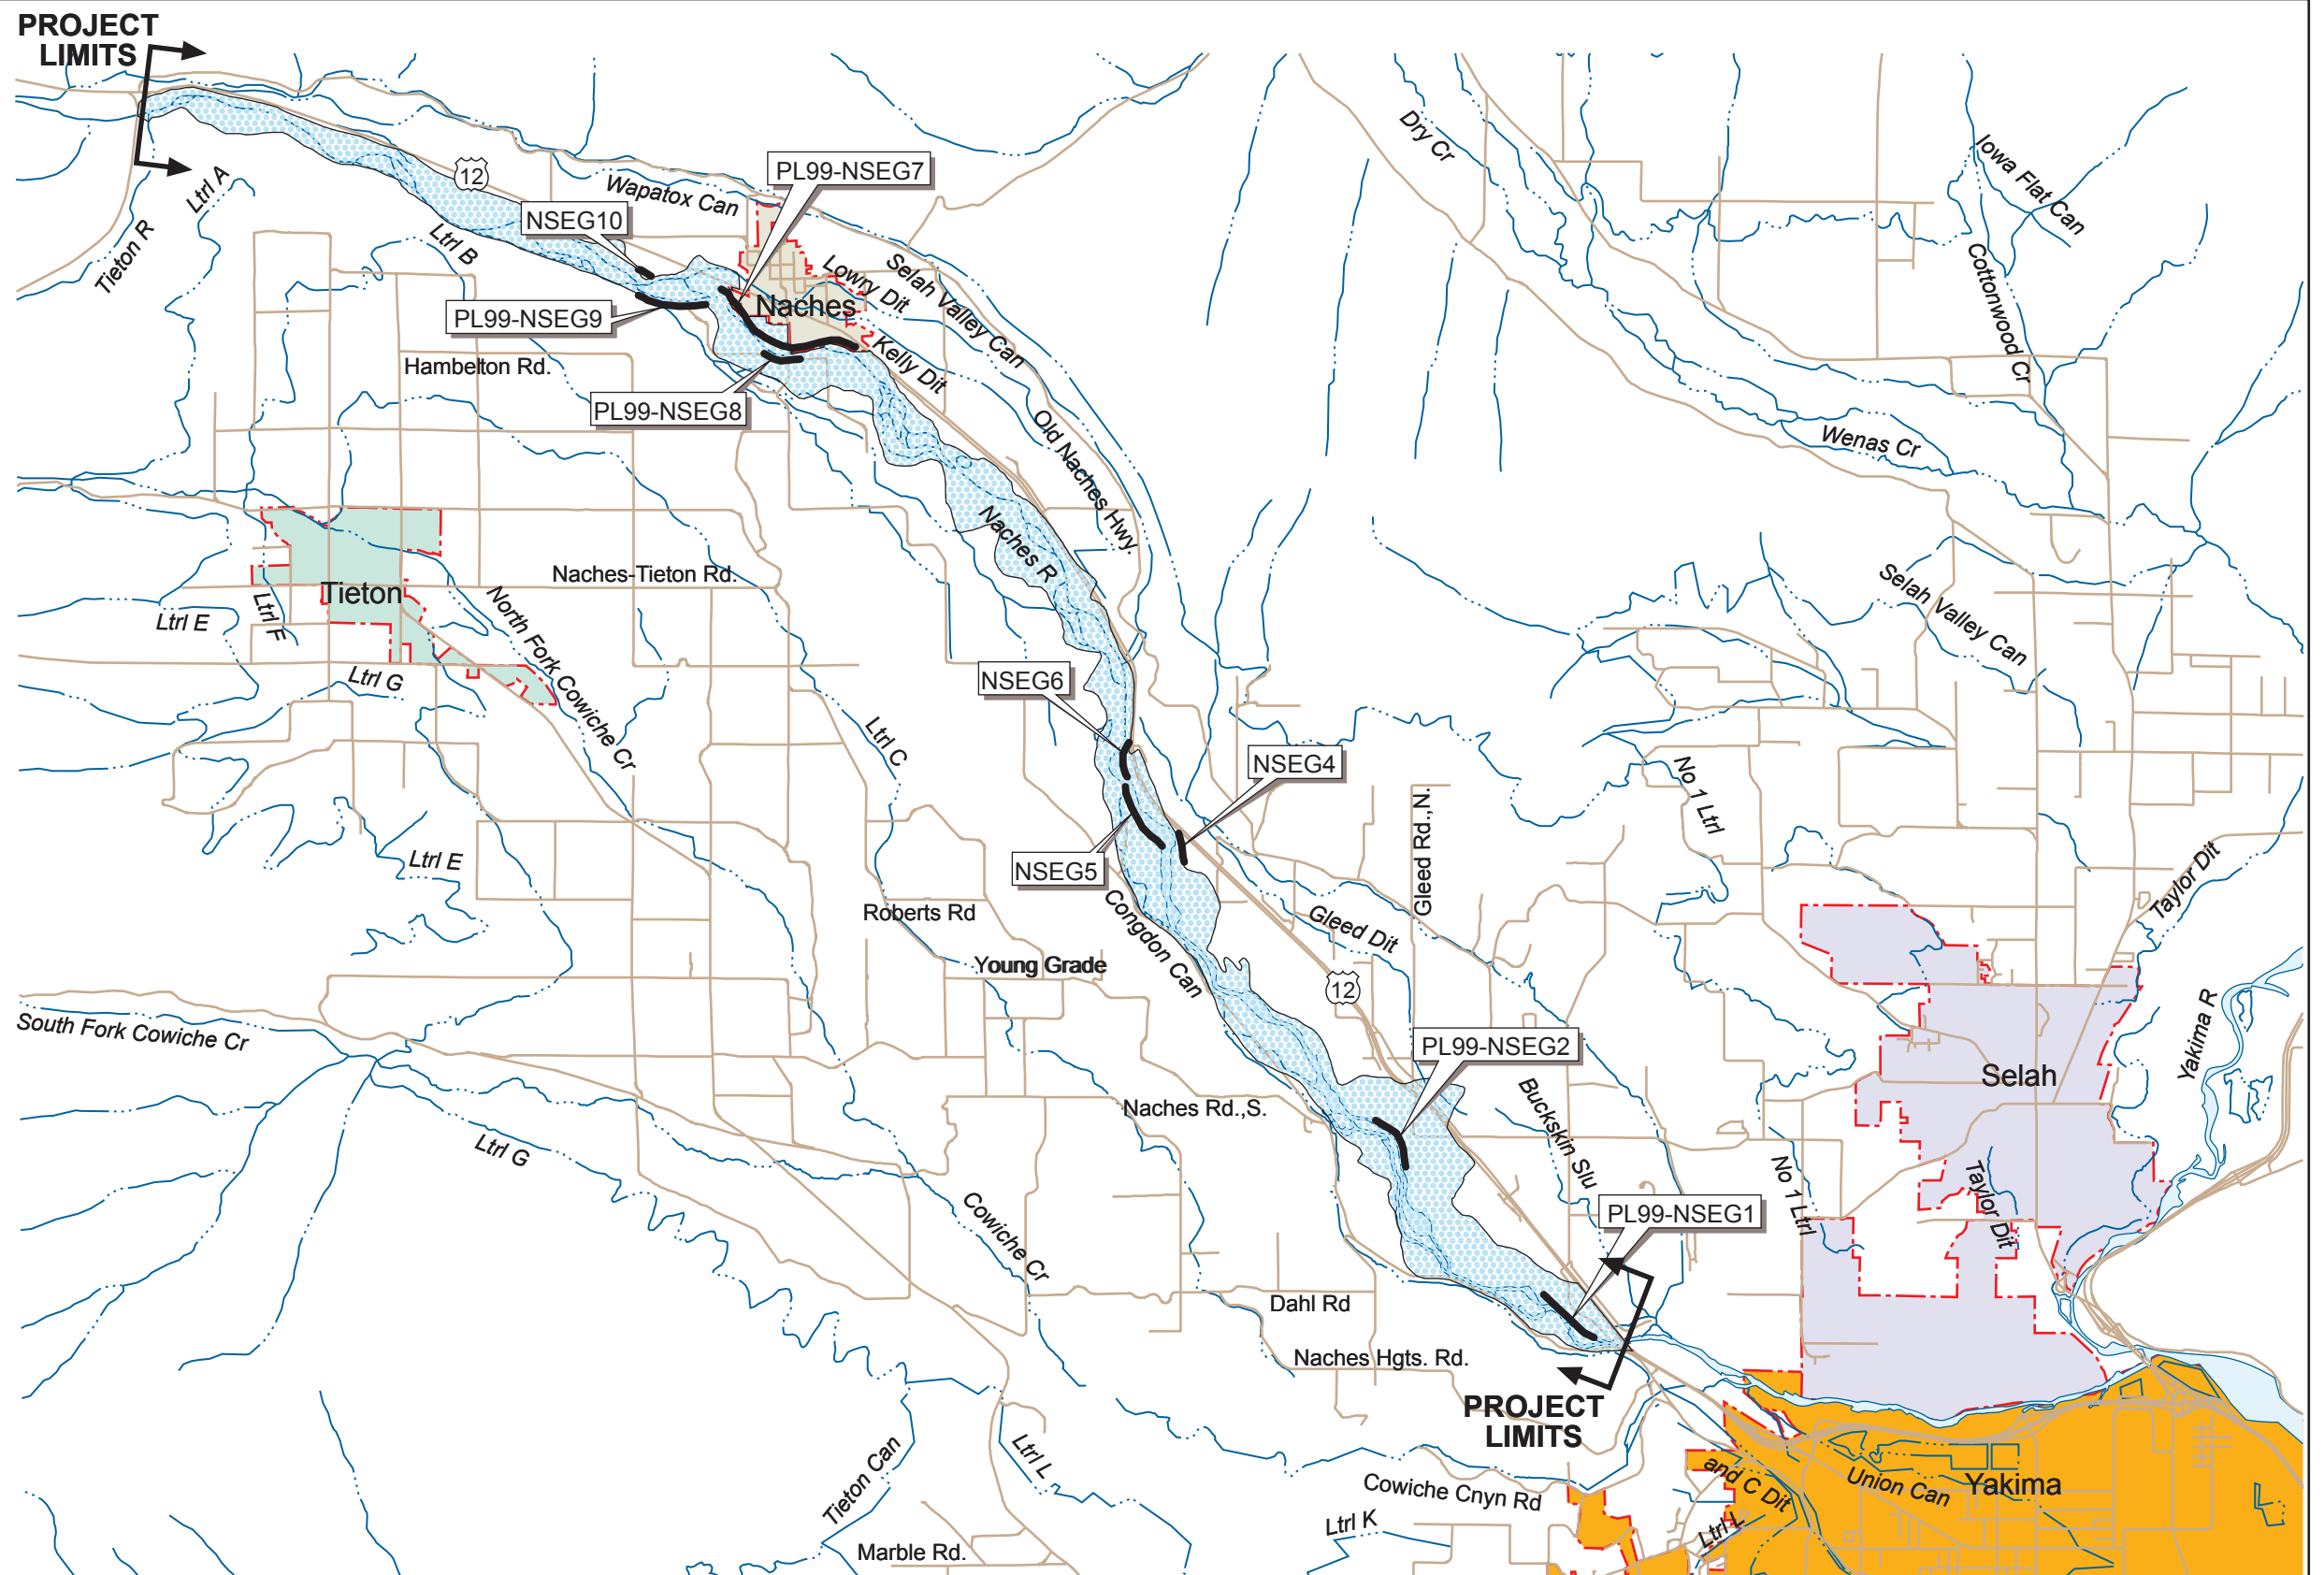 PROJECT
LIMITS
Dry Cr
Iowa Flat Can
PL99-NSEG7
12
Wapatox Can
Ltrl A
NSEG10
Tieton R
Ltrl B
Lowry Dit
Selah Valley Can
Cottonwood Cr
PL99-NSEG9
Naches
Hambelton Rd.
Kelly Dit
PL99-NSEG8
Old Naches Hwy.
Wenas Cr
Naches R
Naches-Tieton Rd.
Tieton
Ltrl E
Ltrl F
North Fork Cowiche Cr
Selah Valley Can
Ltrl G
NSEG6
Ltrl C
NSEG4
No 1 Ltrl
Gleed Rd.,N.
Ltrl E
NSEG5
Taylor Dit
Roberts Rd
Congdon Can
Gleed Dit
Young Grade
12
South Fork Cowiche Cr
Yakima R
PL99-NSEG2
Selah
Naches Rd.,S.
Buckskin Slu
Ltrl G
No 1 Ltrl
Taylor Dit
Cowiche Cr
PL99-NSEG1
Dahl Rd
Naches Hgts. Rd.
PROJECT
LIMITS
Tieton Can
Ltrl L
Cowiche Cnyn Rd
and C Dit
Union Can
Yakima
Ltrl K
Ltrl L
Marble Rd.